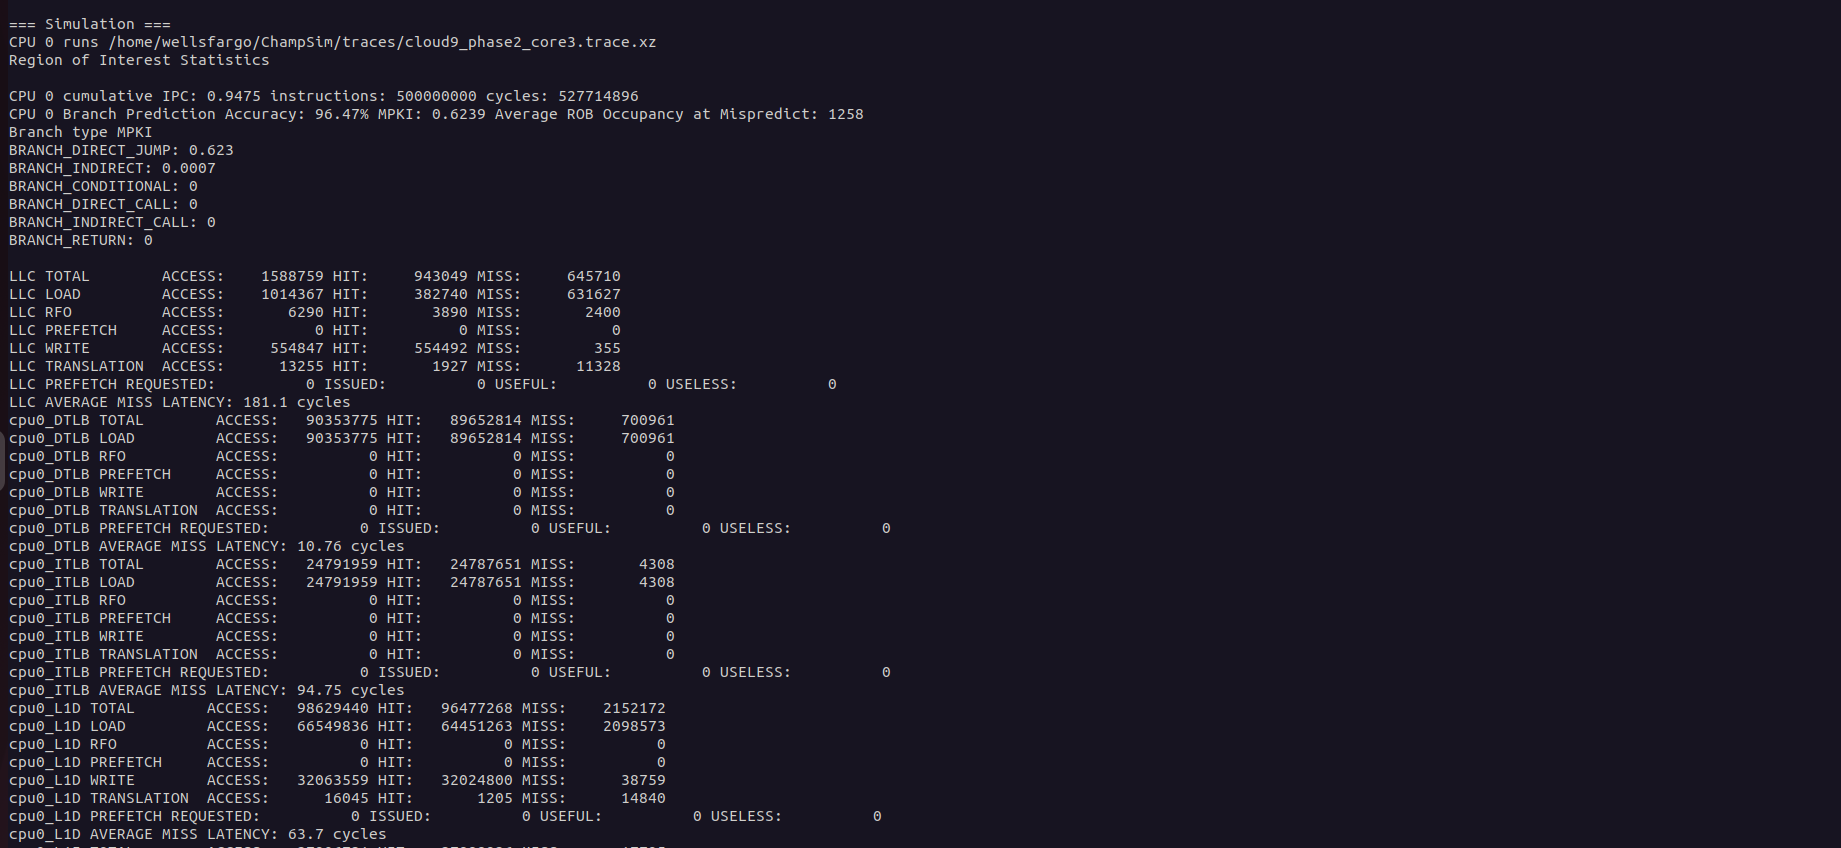 === Simulation ===
CPU 0 runs /home/wellsfargo/ChampSim/traces/cloud9_phase2_core3.trace.xz
Region of Interest Statistics
CPU 0 cumulative IPC: 0.9475 instructions: 500000000 cycles: 527714896
CPU 0 Branch Prediction Accuracy: 96.47% MPKI: 0.6239 Average ROB Occupancy at Mispredict: 1258
Branch type MPKI
BRANCH_DIRECT_JUMP: 0.623
BRANCH_INDIRECT: 0.0007
BRANCH_CONDITIONAL: 0
BRANCH_DIRECT_CALL: 0
BRANCH_INDIRECT_CALL: 0
BRANCH_RETURN: 0
LLC TOTAL ACCESS: 1588759 HIT: 943049 MISS: 645710
LLC LOAD ACCESS: 1014367 HIT: 382740 MISS: 631627
LLC RFO ACCESS: 6290 HIT: 3890 MISS: 2400
LLC PREFETCH ACCESS: 0 HIT: 0 MISS: 0
LLC WRITE ACCESS: 554847 HIT: 554492 MISS: 355
LLC TRANSLATION ACCESS: 13255 HIT: 1927 MISS: 11328
LLC PREFETCH REQUESTED: 0 ISSUED: 0 USEFUL: 0 USELESS: 0
LLC AVERAGE MISS LATENCY: 181.1 cycles
cpu0_DTLB TOTAL ACCESS: 90353775 HIT: 89652814 MISS: 700961
cpu0_DTLB LOAD ACCESS: 90353775 HIT: 89652814 MISS: 700961
cpu0_DTLB RFO ACCESS: 0 HIT: 0 MISS: 0
cpu0_DTLB PREFETCH ACCESS: 0 HIT: 0 MISS: 0
cpu0_DTLB WRITE ACCESS: 0 HIT: 0 MISS: 0
cpu0_DTLB TRANSLATION ACCESS: 0 HIT: 0 MISS: 0
cpu0_DTLB PREFETCH REQUESTED: 0 ISSUED: 0 USEFUL: 0 USELESS: 0
cpu0_DTLB AVERAGE MISS LATENCY: 10.76 cycles
cpu0_ITLB TOTAL ACCESS: 24791959 HIT: 24787651 MISS: 4308
cpu0_ITLB LOAD ACCESS: 24791959 HIT: 24787651 MISS: 4308
cpu0_ITLB RFO ACCESS: 0 HIT: 0 MISS: 0
cpu0_ITLB PREFETCH ACCESS: 0 HIT: 0 MISS: 0
cpu0_ITLB WRITE ACCESS: 0 HIT: 0 MISS: 0
cpu0_ITLB TRANSLATION ACCESS: 0 HIT: 0 MISS: 0
cpu0_ITLB PREFETCH REQUESTED: 0 ISSUED: 0 USEFUL: 0 USELESS: 0
cpu0_ITLB AVERAGE MISS LATENCY: 94.75 cycles
cpu0_L1D TOTAL ACCESS: 98629440 HIT: 96477268 MISS: 2152172
cpu0_L1D LOAD ACCESS: 66549836 HIT: 64451263 MISS: 2098573
cpu0_L1D RFO ACCESS: 0 HIT: 0 MISS: 0
cpu0_L1D PREFETCH ACCESS: 0 HIT: 0 MISS: 0
cpu0_L1D WRITE ACCESS: 32063559 HIT: 32024800 MISS: 38759
cpu0_L1D TRANSLATION ACCESS: 16045 HIT: 1205 MISS: 14840
cpu0_L1D PREFETCH REQUESTED: 0 ISSUED: 0 USEFUL: 0 USELESS: 0
cpu0_L1D AVERAGE MISS LATENCY: 63.7 cycles